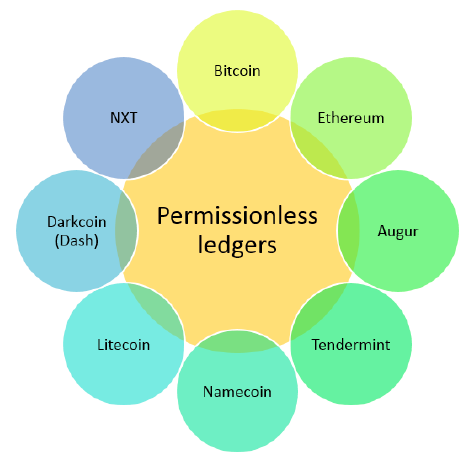 Bitcoin
Ethereum
Augur
Tendermint
Namecoin
Litecoin
Darkcoin
(Dash)
NXT
Permissionless
ledgers